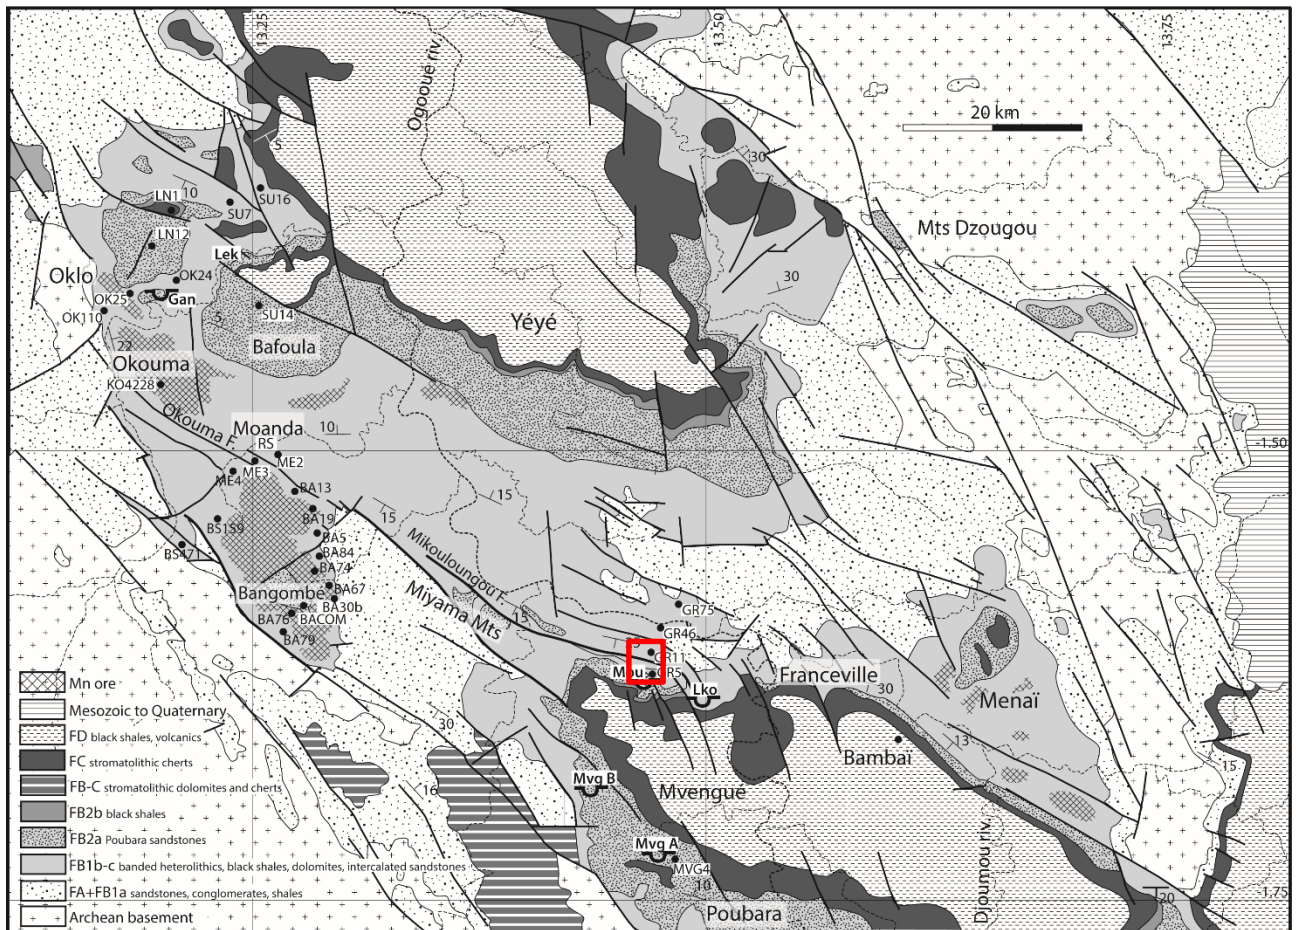 13.25
13.50
13.75
Ogooué riv.
20 km
5
30
LN1
10
SU7
SU16
LN12
Mts Dzougou
Lek
Oklo
OK24
OK25
Gan
30
OK110
SU14
5
Yéyé
22
Bafoula
Okouma
KO4228
Okouma F.
Moanda
10
RS
-1.50
ME2
ME3
ME4
BA13
15
BS159
BA19
15
BA5
BS471
BA84
Mikouloungou F.
BA74
Bangombé
BA67
Miyama Mts
BA30b
GR75
BA76
BACOM
15
BA79
GR46
GR11
Mou
GR5
Franceville
Lko
30
Menaï
Mn ore
Mesozoic to Quaternary
30
13
FD black shales, volcanics
Bambaï
FC stromatolithic cherts
15
Mvg B
FB-C stromatolithic dolomites and cherts
16
Mvengué
FB2b black shales
FB2a Poubara sandstones
Mvg A
Djoumou riv.
FB1b-c banded heterolithics, black shales, dolomites, intercalated sandstones
MVG4
10
FA+FB1a sandstones, conglomerates, shales
-1.75
20
Archean basement
Poubara